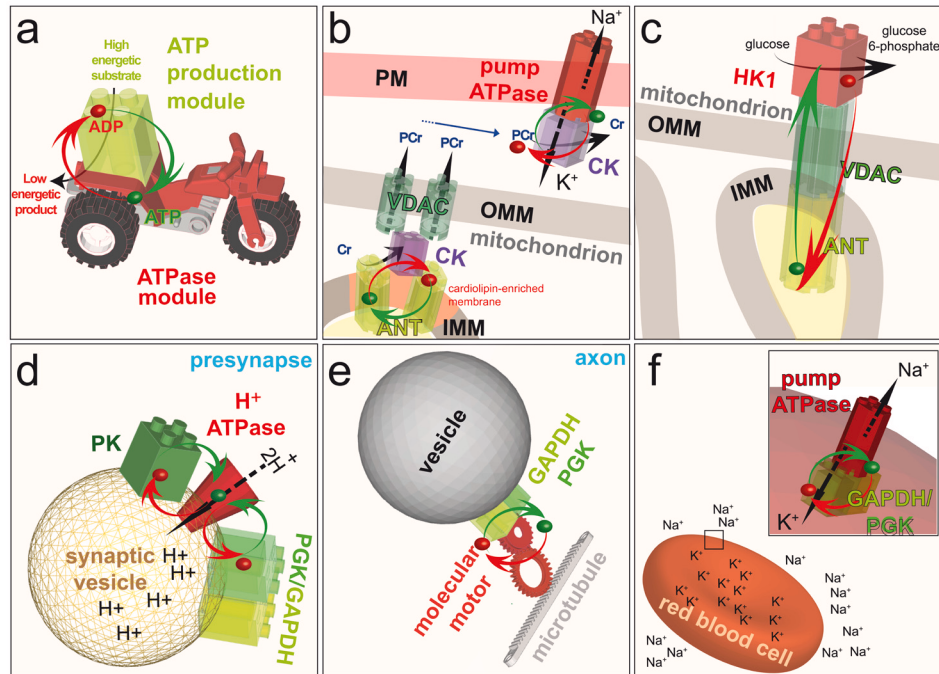 a
High
energetic
substrate
ATP
production
module
ADP
Low
energetic
product
ATP
ATPase
module
b
Na+
PM
pump
ATPase
PCr
PCr
PCr
Cr
CK
K+
VDAC
OMM
mitochondrion
Cr
CK
cardiolipin-enriched
membrane
ANT
IMM
c
glucose
glucose
6-phosphate
HK1
mitochondrion
OMM
VDAC
IMM
ANT
d
presynapse
H+
ATPase
PK
2H+
synaptic
vesicle
H+
H+
H+
H+
H+
PGK/GAPDH
e
axon
vesicle
GAPDH
PGK
molecular
motor
microtubule
f
pump
ATPase
Na+
K+
GAPDH/
PGK
Na+
Na+
Na+
Na+
K+
K+
K+
K+
K+
K+
K+
K+
K+
K+
K+
K+
K+
red blood cell
Na+
Na+
Na+
Na+
Na+
Na+
Na+
Na+
Na+
Na+